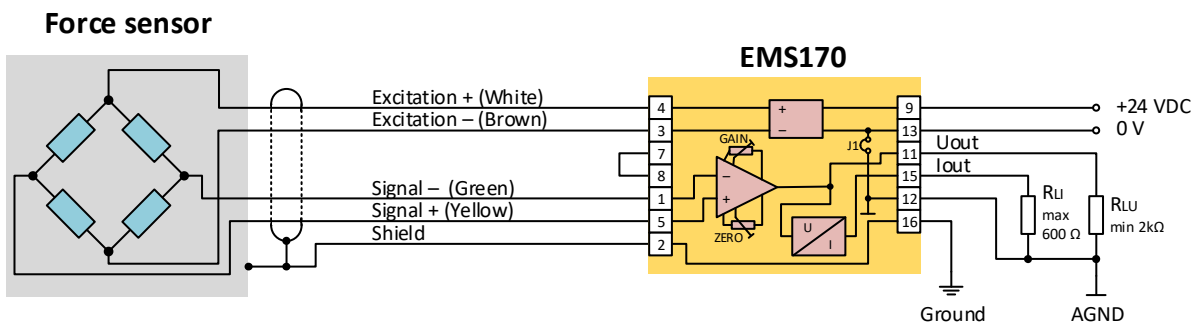 Force sensor
EMS170
Excitation + (White)
4
+
9
+24 VDC
Excitation – (Brown)
3
–
13
0 V
GAIN
J1
7
11
Uout
8
15
Iout
Signal – (Green)
1
–
12
RLI
max
600 Ω
RLU
min 2kΩ
Signal + (Yellow)
5
+
16
Shield
2
ZERO
U
I
Ground
AGND